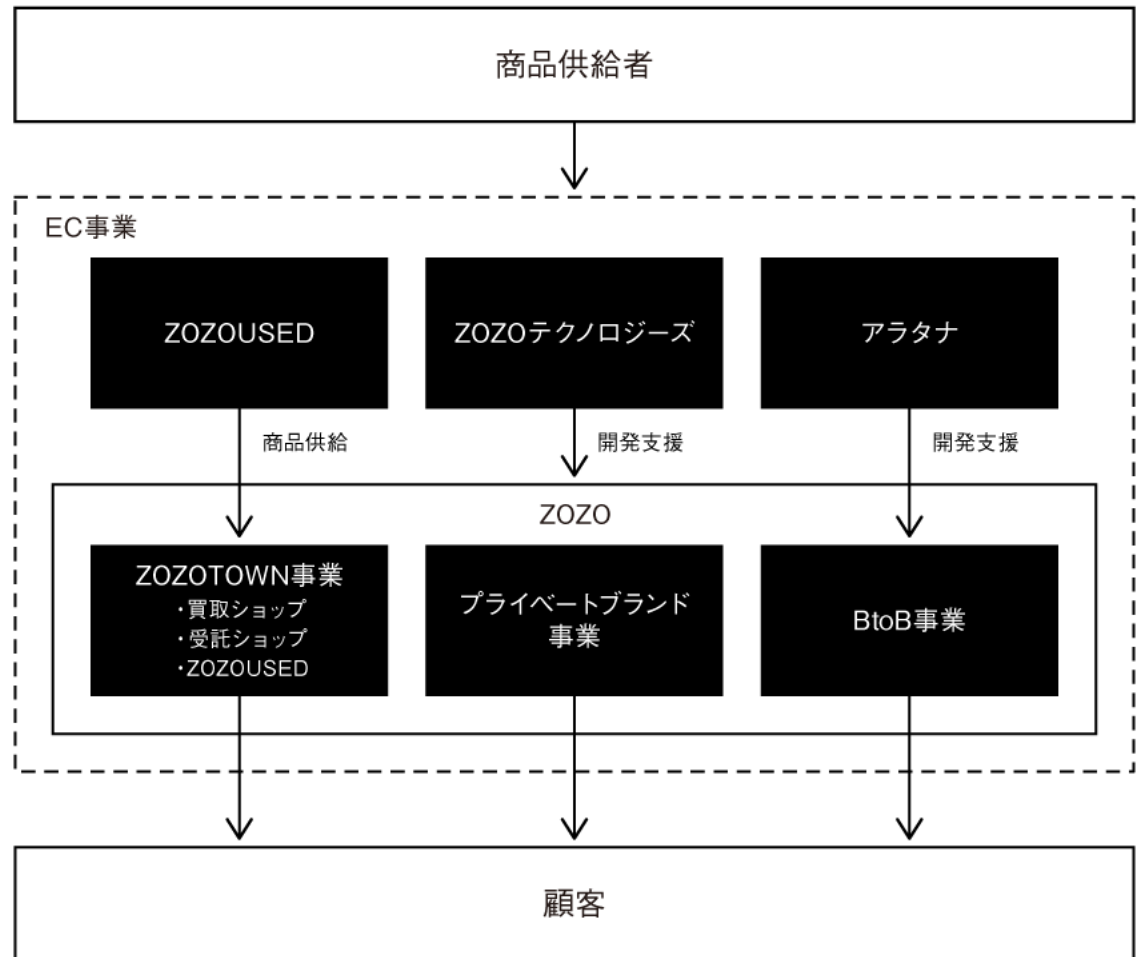 商品供給者
EC事業
ZOZOUSED
ZOZOテクノロジーズ
アラタナ
商品供給
開発支援
開発支援
ZOZO
ZOZOTOWN事業
・買取ショップ
・受託ショップ
・ZOZOUSED
プライベートブランド
事業
BtoB事業
顧客